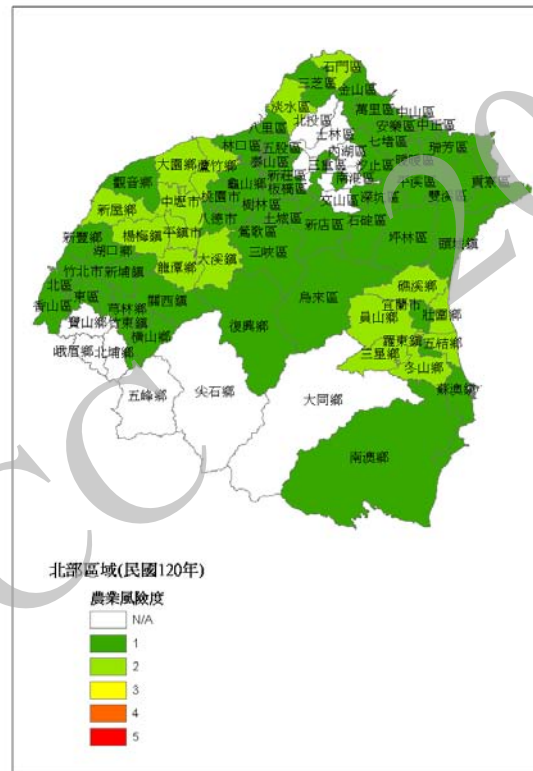 石門區
三芝區
金山區
淡水區
北投區
萬里區
中山區
士林區
安樂區
中正區
八里區
內湖區
七堵區
瑞芳區
林口區
五股區
大園鄉
蘆竹鄉
泰山區
三重區
汐止區
暖暖區
觀音鄉
龜山鄉
新莊區
板橋區
南港區
平溪區
貢寮區
中壢市
桃園市
樹林區
文山區
深坑區
雙溪區
新屋鄉
八德市
土城區
新店區
石碇區
楊梅鎮
平鎮市
鶯歌區
坪林區
頭城鎮
新豐鄉
湖口鄉
龍潭鄉
大溪鎮
三峽區
竹北市
新埔鎮
礁溪鄉
北區
東區
關西鎮
烏來區
宜蘭市
香山區
芎林鄉
員山鄉
壯圍鄉
寶山鄉
竹東鎮
橫山鄉
復興鄉
羅東鎮
五結鄉
峨眉鄉
北埔鄉
三星鄉
冬山鄉
五峰鄉
尖石鄉
大同鄉
蘇澳鎮
南澳鄉
北部區域(民國120年)
農業風險度
N/A
1
2
3
4
5